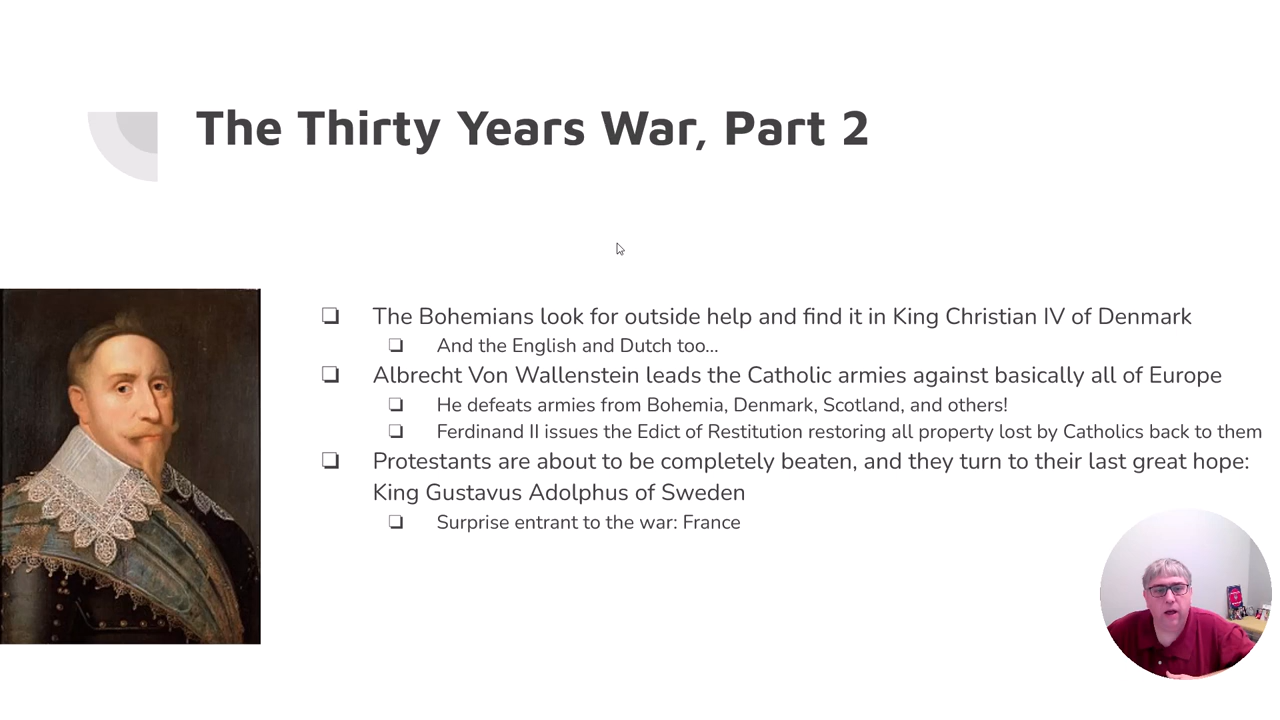 The Thirty Years War, Part 2
The Bohemians look for outside help and find it in King Christian IV of Denmark
And the English and Dutch too...
Albrecht Von Wallenstein leads the Catholic armies against basically all of Europe
He defeats armies from Bohemia, Denmark, Scotland, and others!
Ferdinand II issues the Edict of Restitution restoring all property lost by Catholics back to them
Protestants are about to be completely beaten, and they turn to their last great hope:
King Gustavus Adolphus of Sweden
Surprise entrant to the war: France